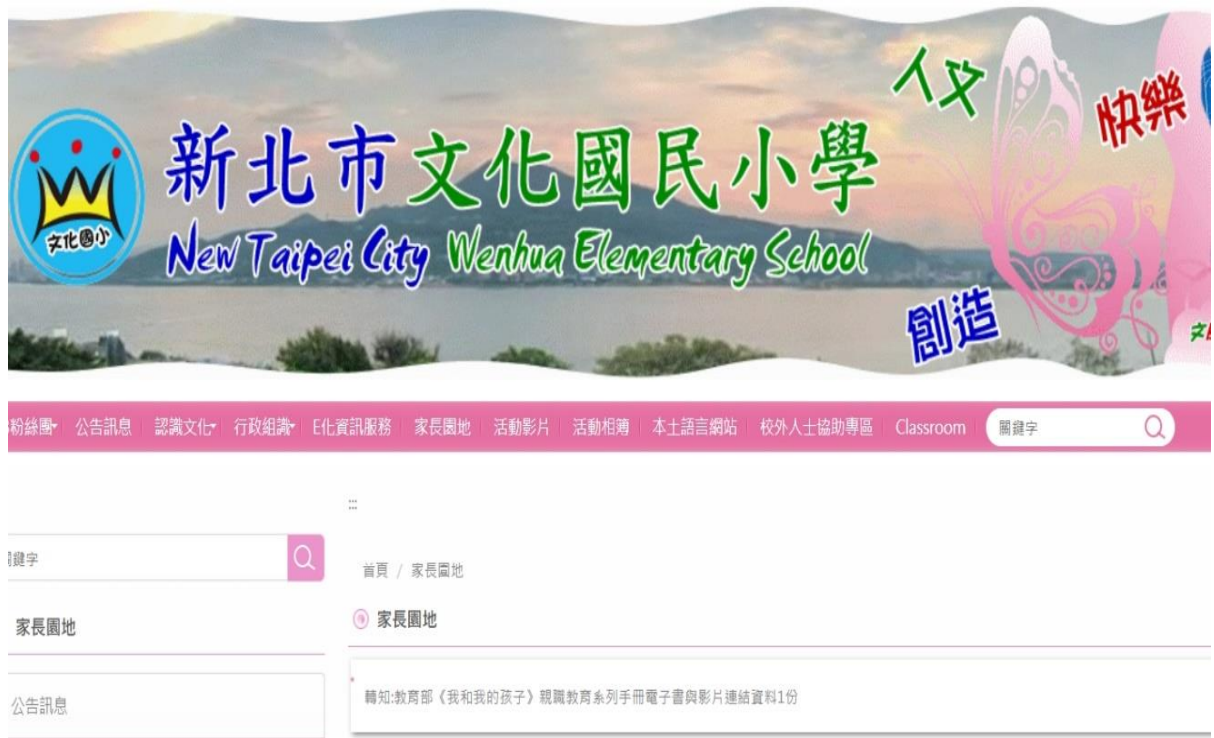 人文
快樂
新北市文化國民小學
文化國小
New Taipei City Wenhua Elementary School
創造
粉絲團 公告訊息 認識文化 行政組織 E化資訊服務 家長園地 活動影片 活動相簿 本土語言網站 校外人士協助專區 Classroom 關鍵字
:::
關鍵字
首頁 / 家長園地
家長園地
家長園地
公告訊息
轉知:教育部《我和我的孩子》親職教育系列手冊電子書與影片連結資料1份